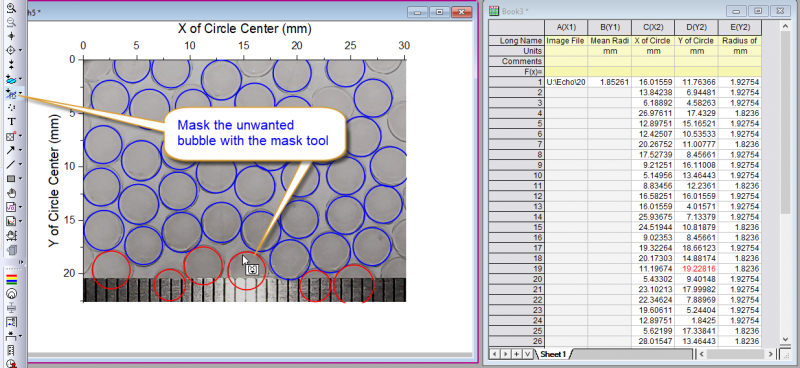 h5 *
X of Circle Center (mm)
0 5 10 15 20 25 30
Y of Circle Center (mm)
0
5
10
15
20
Mask the unwanted
bubble with the mask tool
T
Book3 *
A(X1) B(Y1) C(X2) D(Y2) E(Y2)
Long Name Image File Mean Radi X of Circle Y of Circle Radius of
Units mm mm mm mm
Comments
F(x)=
1 U:\Echo\20 1.85261 16.01559 11.76366 1.92754
2 13.84238 6.94481 1.92754
3 6.18892 4.58263 1.92754
4 26.97611 17.4329 1.8236
5 12.89751 15.16521 1.92754
6 12.42507 10.53533 1.92754
7 20.26752 11.00777 1.8236
8 17.52739 8.45661 1.92754
9 9.21251 16.11008 1.92754
10 5.14956 13.46443 1.92754
11 8.83456 12.2361 1.8236
12 16.58251 16.01559 1.92754
13 16.01559 4.01571 1.92754
14 25.93675 7.13379 1.92754
15 24.51944 10.81879 1.92754
16 9.02353 8.45661 1.8236
17 19.32264 18.66123 1.92754
18 20.17303 14.88174 1.8236
19 11.19674 19.22816 1.8236
20 5.43302 9.40148 1.92754
21 23.10213 17.99982 1.92754
22 22.34624 7.88969 1.92754
23 19.60611 5.24404 1.92754
24 12.89751 1.8425 1.92754
25 5.62199 17.33841 1.8236
26 28.01547 13.46443 1.8236
Sheet1